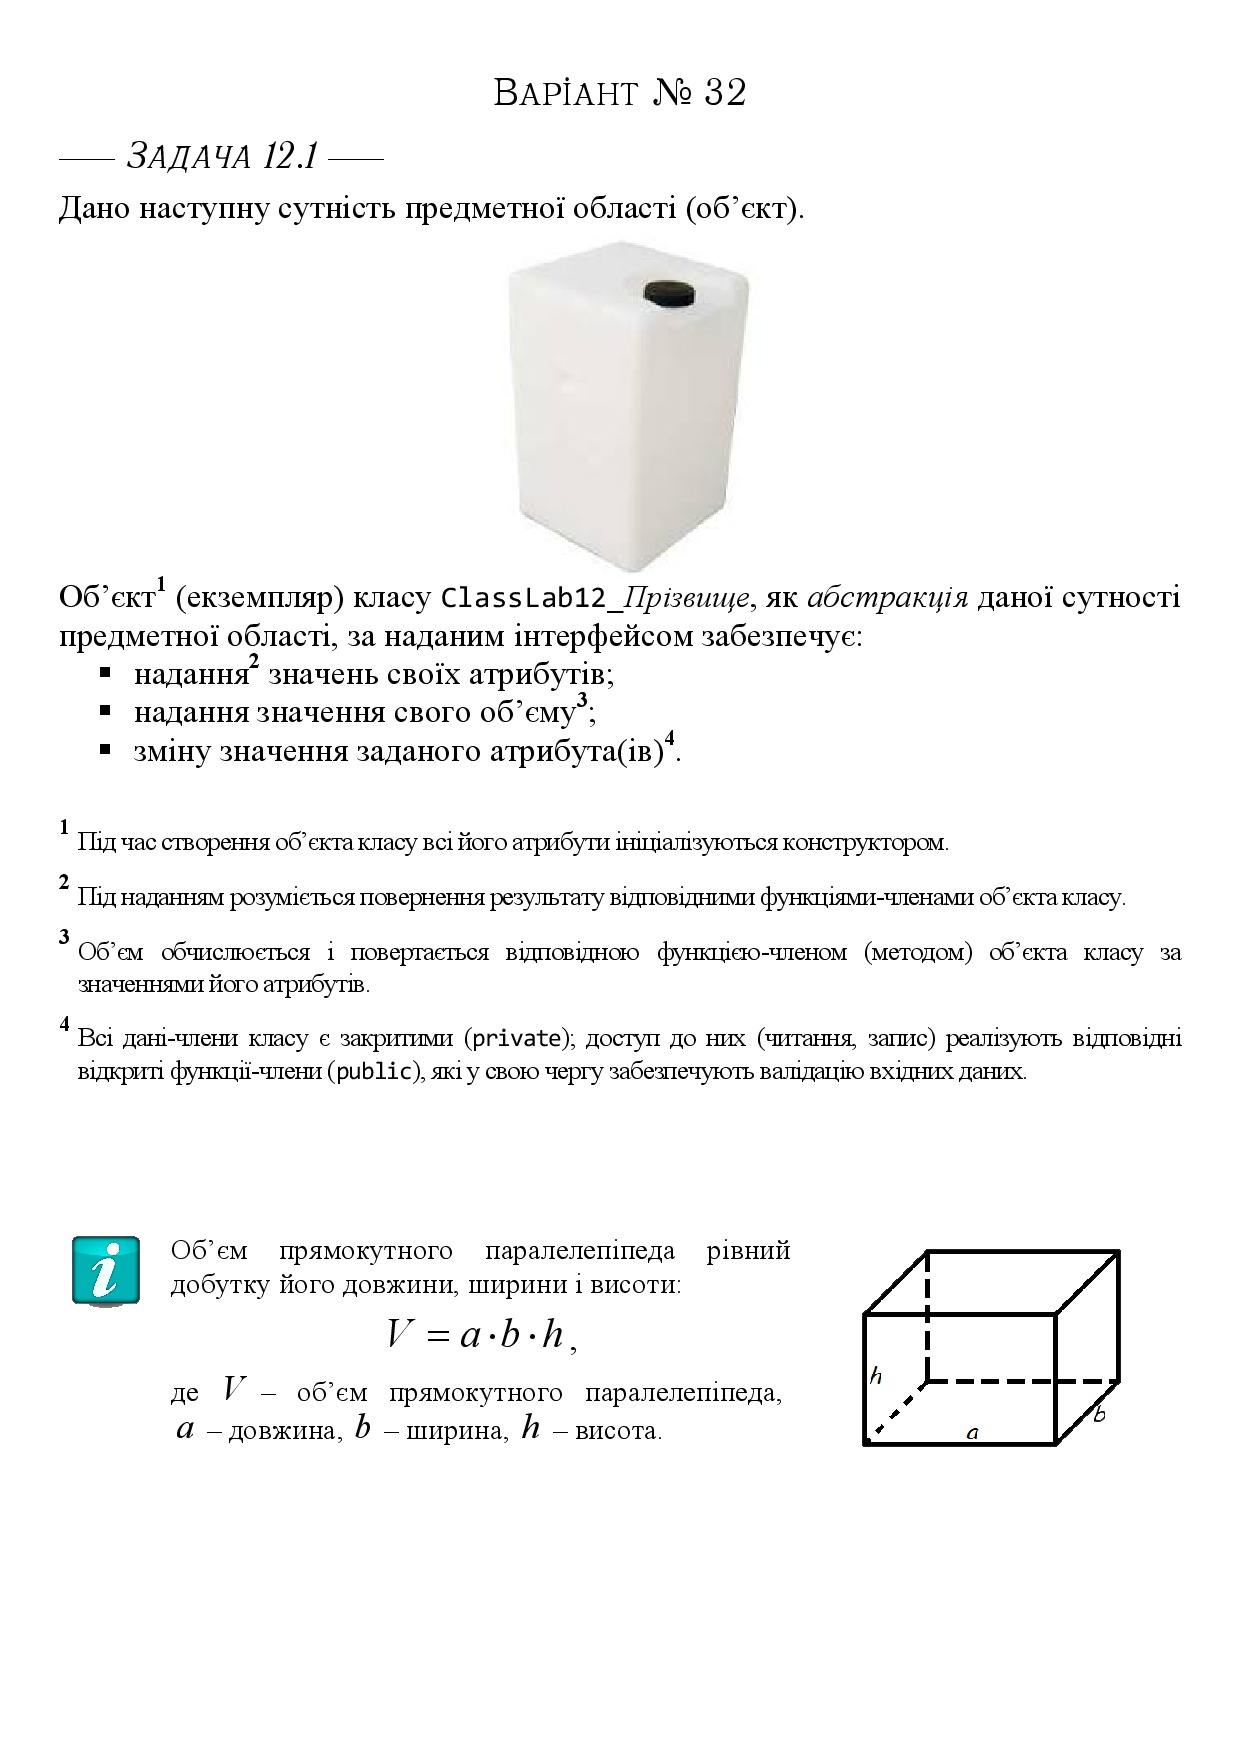 Варіант № 32
Задача 12.1
Дано наступну сутність предметної області (об’єкт).
Об’єкт1 (екземпляр) класу ClassLab12_Прізвище, як абстракція даної сутності
предметної області, за наданим інтерфейсом забезпечує:
▪ надання2 значень своїх атрибутів;
▪ надання значення свого об’єму3;
▪ зміну значення заданого атрибута(ів)4.
1 Під час створення об’єкта класу всі його атрибути ініціалізуються конструктором.
2 Під наданням розуміється повернення результату відповідними функціями-членами об’єкта класу.
3 Об’єм обчислюється і повертається відповідною функцією-членом (методом) об’єкта класу за
значеннями його атрибутів.
4 Всі дані-члени класу є закритими (private); доступ до них (читання, запис) реалізують відповідні
відкриті функції-члени (public), які у свою чергу забезпечують валідацію вхідних даних.
i
Об’єм прямокутного паралелепіпеда рівний
добутку його довжини, ширини і висоти:
V = a·b·h,
де V – об’єм прямокутного паралелепіпеда,
a – довжина, b – ширина, h – висота.
h
b
a